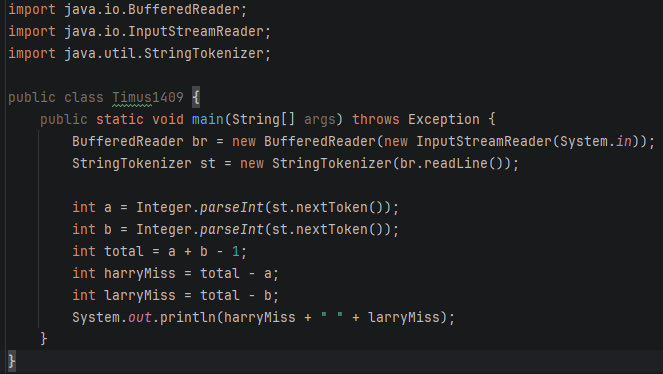 import java.io.BufferedReader;
import java.io.InputStreamReader;
import java.util.StringTokenizer;

public class Timus1409 {
    public static void main(String[] args) throws Exception {
        BufferedReader br = new BufferedReader(new InputStreamReader(System.in));
        StringTokenizer st = new StringTokenizer(br.readLine());

        int a = Integer.parseInt(st.nextToken());
        int b = Integer.parseInt(st.nextToken());
        int total = a + b - 1;
        int harryMiss = total - a;
        int larryMiss = total - b;
        System.out.println(harryMiss + " " + larryMiss);
    }
}